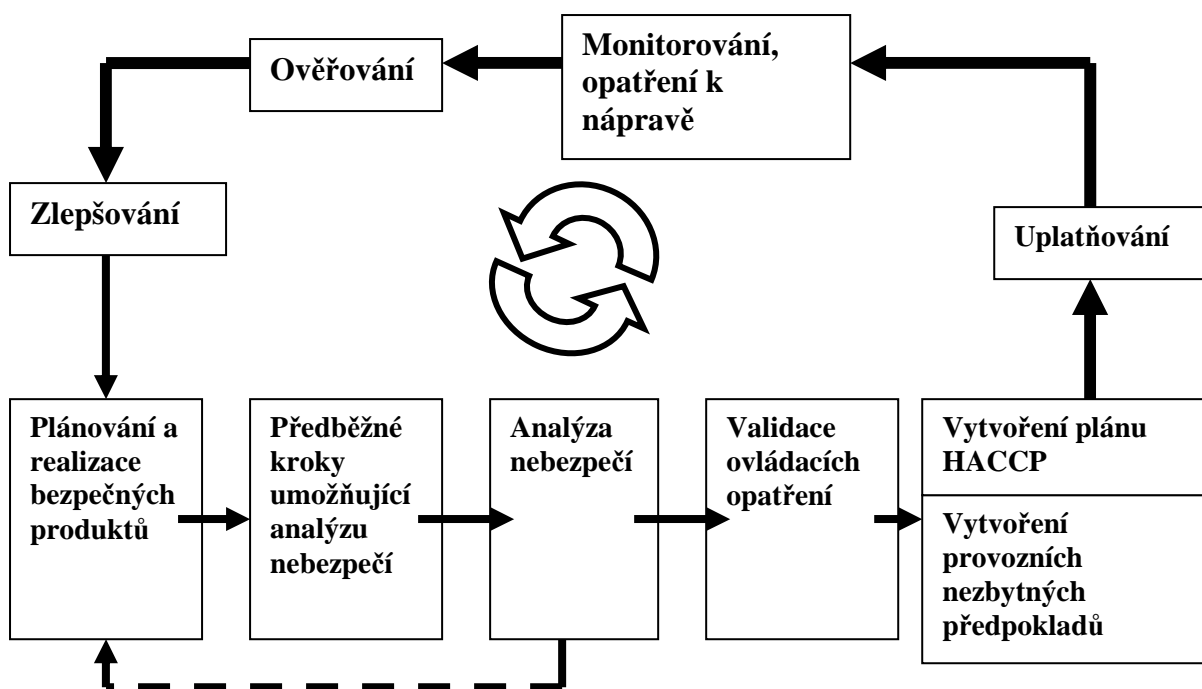 Ověřování
Monitorování,
opatření k
nápravě
Zlepšování
Uplatňování
Plánování a
realizace
bezpečných
produktů
Předběžné
kroky
umožňující
analýzu
nebezpečí
Analýza
nebezpečí
Validace
ovládacích
opatření
Vytvoření plánu
HACCP
Vytvoření
provozních
nezbytných
předpokladů